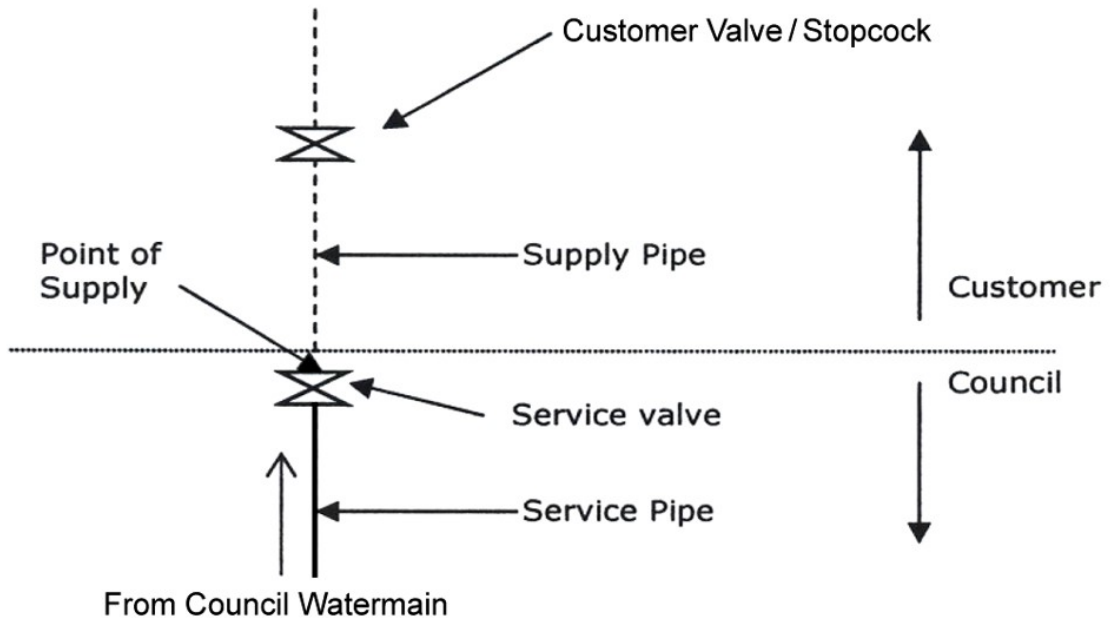 Customer Valve / Stopcock
Point of
Supply
Supply Pipe
Customer
Council
Service valve
Service Pipe
From Council Watermain